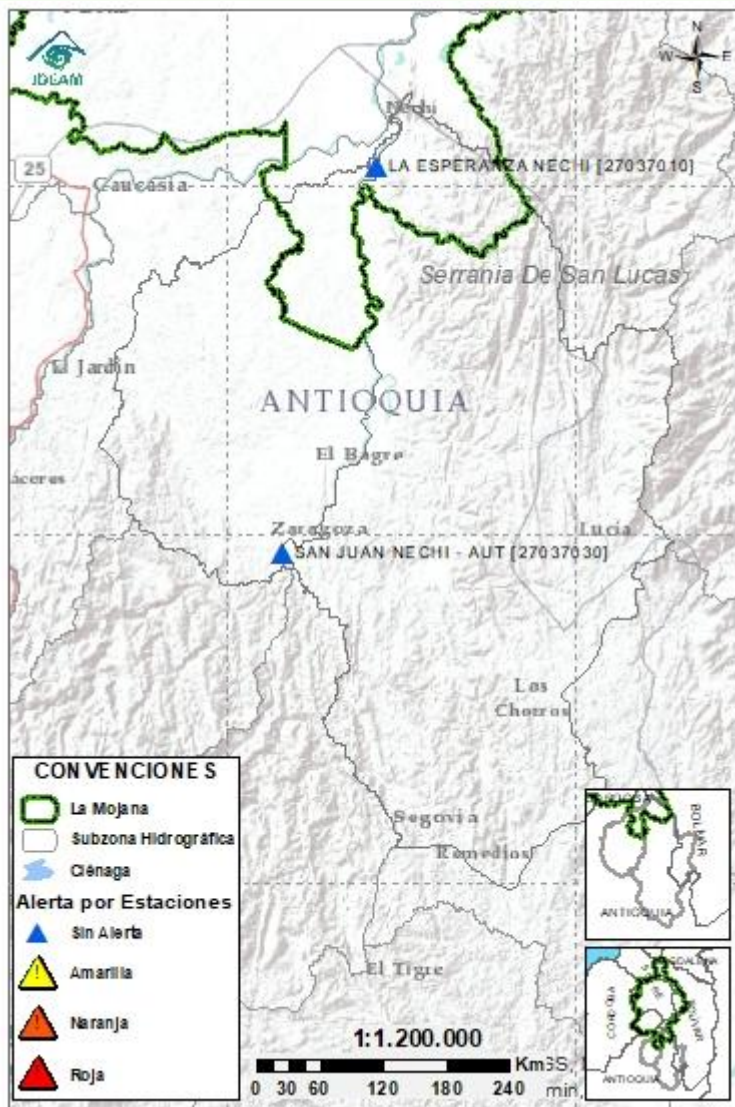 IDEAM
N
W E
S
Nechí
LA ESPERANZA NECHI [27037010]
25
Caucasia
Serrania De San Lucas
El Jardin
ANTIOQUIA
El Bagre
áceres
Zaragoza
Lucia
SAN JUAN NECHI - AUT [27037030]
Los
Chorros
Segovia
Remedios
El Tigre
CONVENCIONES
La Mojana
Subzona Hidrográfica
Ciénaga
Alerta por Estaciones
Sin Alerta
Amarilla
Naranja
Roja
1:1.200.000
Km
0 30 60 120 180 240 min
BOLIVAR
ANTIOQUIA
CORDOBA
ANTIOQUIA